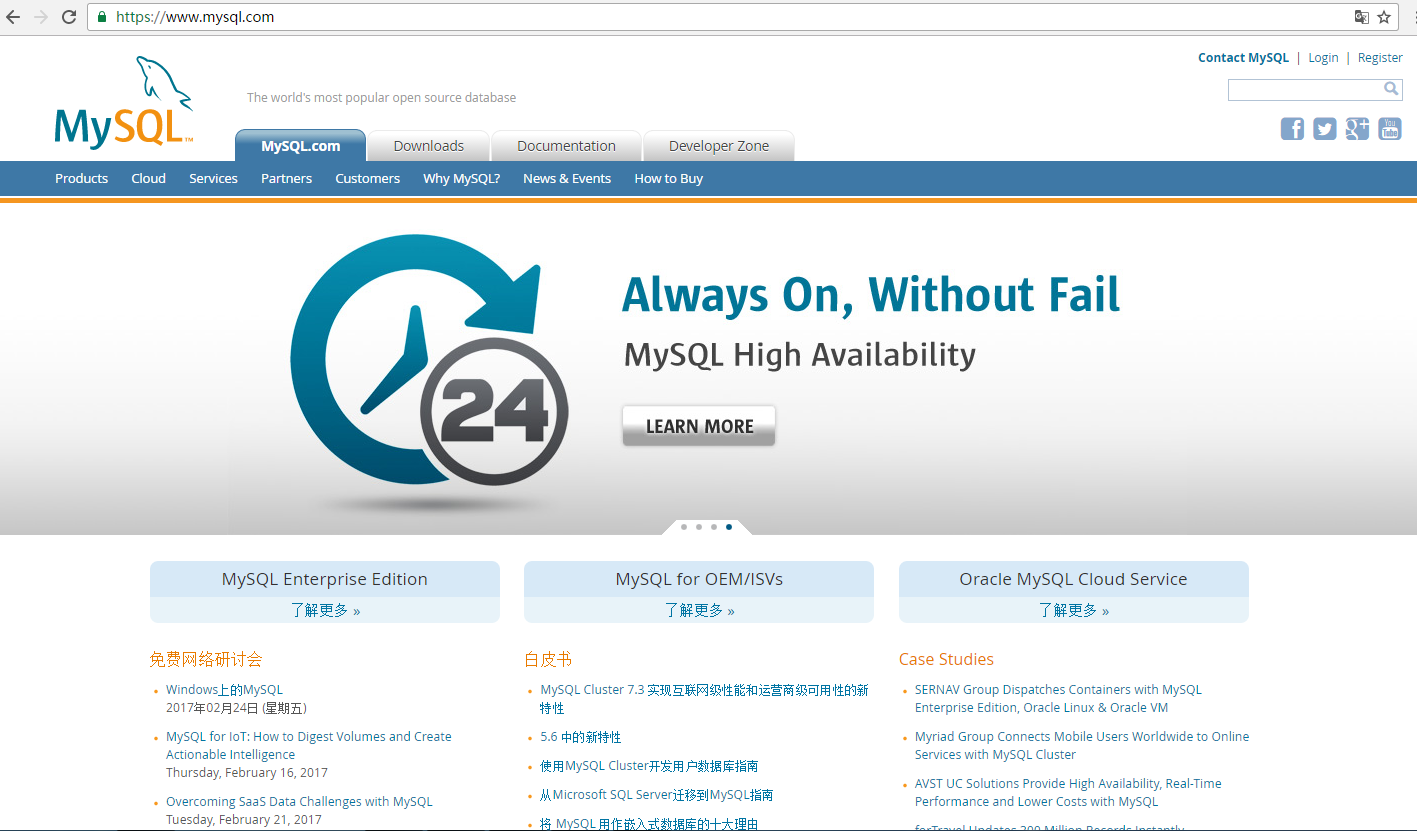 https://www.mysql.com
Contact MySQL | Login | Register
MySQL™
The world's most popular open source database
You Tube
MySQL.com Downloads Documentation Developer Zone
Products Cloud Services Partners Customers Why MySQL? News & Events How to Buy
24
Always On, Without Fail
MySQL High Availability
LEARN MORE
MySQL Enterprise Edition
了解更多 »
MySQL for OEM/ISVs
了解更多 »
Oracle MySQL Cloud Service
了解更多 »
免费网络研讨会
Windows上的MySQL
2017年02月24日 (星期五)
MySQL for IoT: How to Digest Volumes and Create
Actionable Intelligence
Thursday, February 16, 2017
Overcoming SaaS Data Challenges with MySQL
Tuesday, February 21, 2017
白皮书
MySQL Cluster 7.3 实现互联网级性能和运营商级可用性的新
特性
5.6 中的新特性
使用MySQL Cluster开发用户数据库指南
从Microsoft SQL Server迁移到MySQL指南
将 MySQL 用作嵌入式数据库的十大理由
Case Studies
SERNAV Group Dispatches Containers with MySQL
Enterprise Edition, Oracle Linux & Oracle VM
Myriad Group Connects Mobile Users Worldwide to Online
Services with MySQL Cluster
AVST UC Solutions Provide High Availability, Real-Time
Performance and Lower Costs with MySQL
forTravel Updates 300 Million Records Instantly